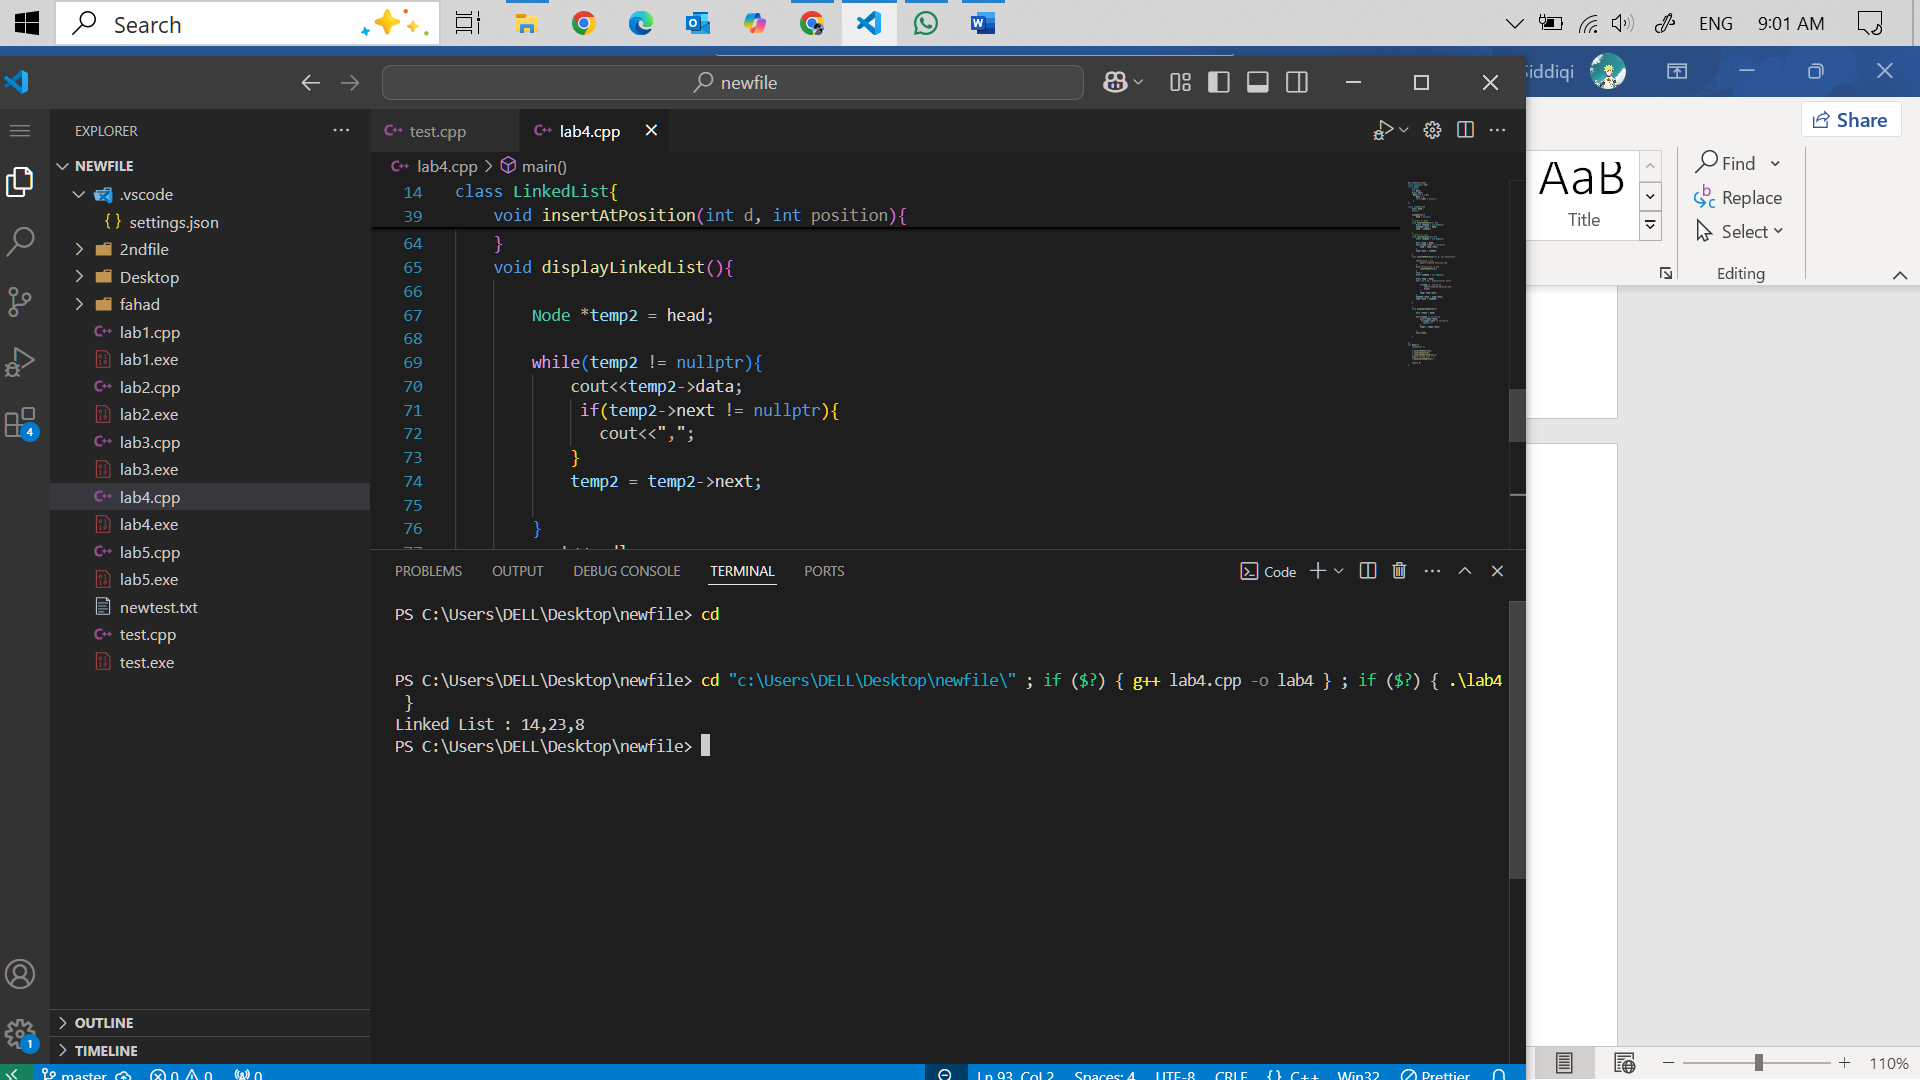 Search
ENG
9:01 AM
newfile
Siddiqi
Share
EXPLORER
test.cpp
lab4.cpp
NEWFILE
.vscode
settings.json
2ndfile
Desktop
fahad
lab1.cpp
lab1.exe
lab2.cpp
lab2.exe
lab3.cpp
lab3.exe
lab4.cpp
lab4.exe
lab5.cpp
lab5.exe
newtest.txt
test.cpp
test.exe
OUTLINE
TIMELINE
4
1
lab4.cpp > main()
14 class LinkedList{
39 void insertAtPosition(int d, int position){
64 }
65 void displayLinkedList(){
66
67 Node *temp2 = head;
68
69 while(temp2 != nullptr){
70 cout<<temp2->data;
71 if(temp2->next != nullptr){
72 cout<<",";
73 }
74 temp2 = temp2->next;
75
76 }
PROBLEMS OUTPUT DEBUG CONSOLE TERMINAL PORTS
Code
PS C:\Users\DELL\Desktop\newfile> cd
PS C:\Users\DELL\Desktop\newfile> cd "c:\Users\DELL\Desktop\newfile\" ; if ($?) { g++ lab4.cpp -o lab4 } ; if ($?) { .\lab4
}
Linked List : 14,23,8
PS C:\Users\DELL\Desktop\newfile>
AaB
Title
Find
Replace
Select
Editing
master 0 0 0
Ln 93, Col 2 Spaces: 4 UTF-8 CRLF {} C++ Win32 Prettier
110%